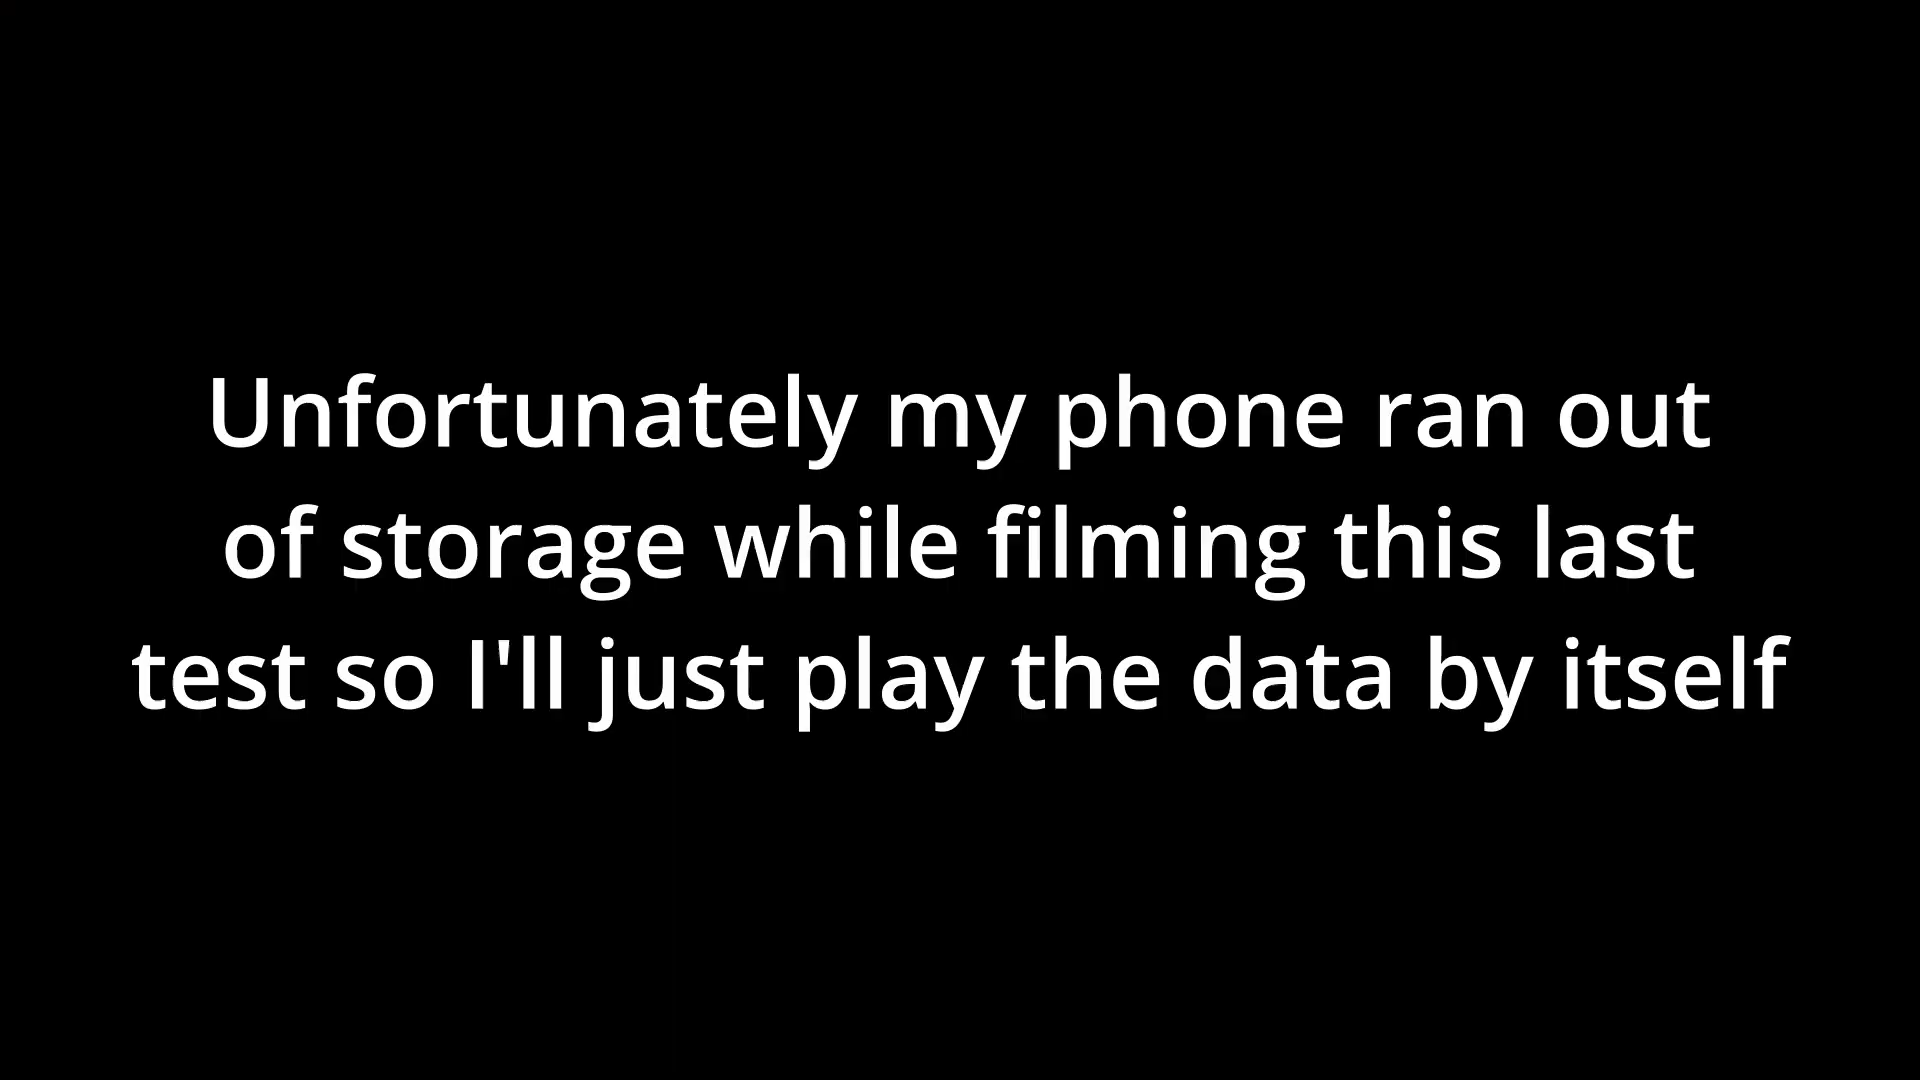 Unfortunately my phone ran out
of storage while filming this last
test so I'll just play the data by itself